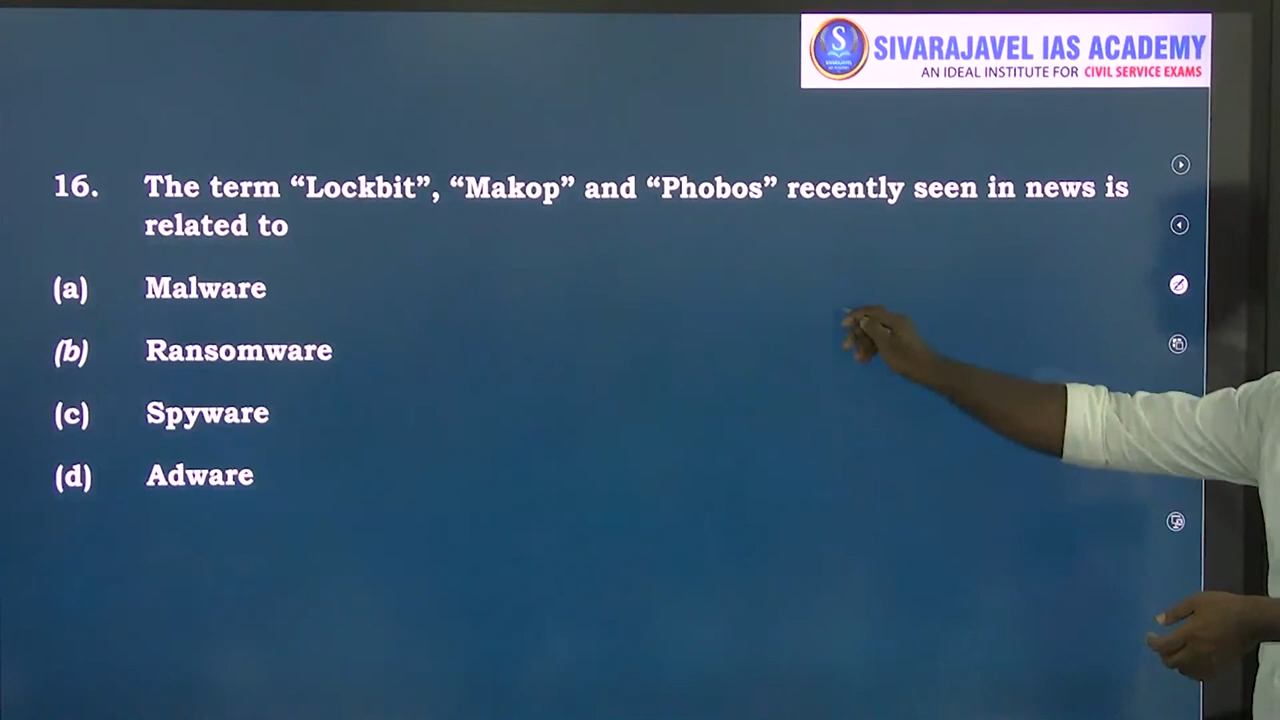 S
SIVARAJAVEL IAS ACADEMY
AN IDEAL INSTITUTE FOR CIVIL SERVICE EXAMS
16. The term “Lockbit”, “Makop” and “Phobos” recently seen in news is
related to
(a) Malware
(b) Ransomware
(c) Spyware
(d) Adware